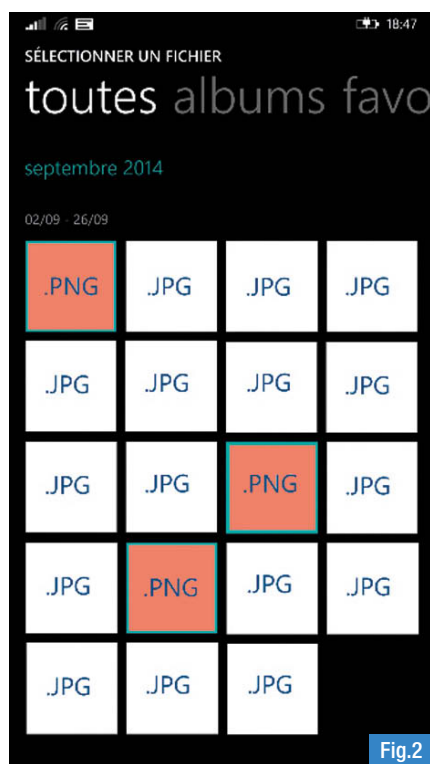 18:47
SÉLECTIONNER UN FICHIER
toutes albums favo
septembre 2014
02/09 - 26/09
.PNG .JPG .JPG .JPG
.JPG .JPG .JPG .JPG
.JPG .JPG .PNG .JPG
.JPG .PNG .JPG .JPG
.JPG .JPG .JPG
Fig.2